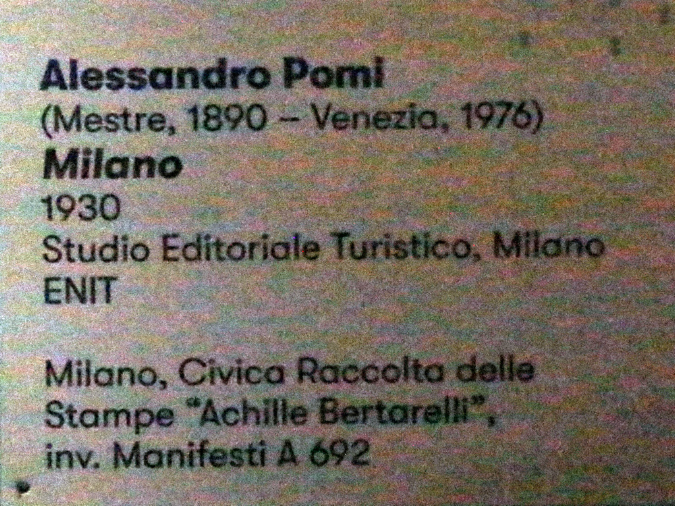 Alessandro Pomi
(Mestre, 1890 – Venezia, 1976)
Milano
1930
Studio Editoriale Turistico, Milano
ENIT
Milano, Civica Raccolta delle
Stampe “Achille Bertarelli”,
inv. Manifesti A 692